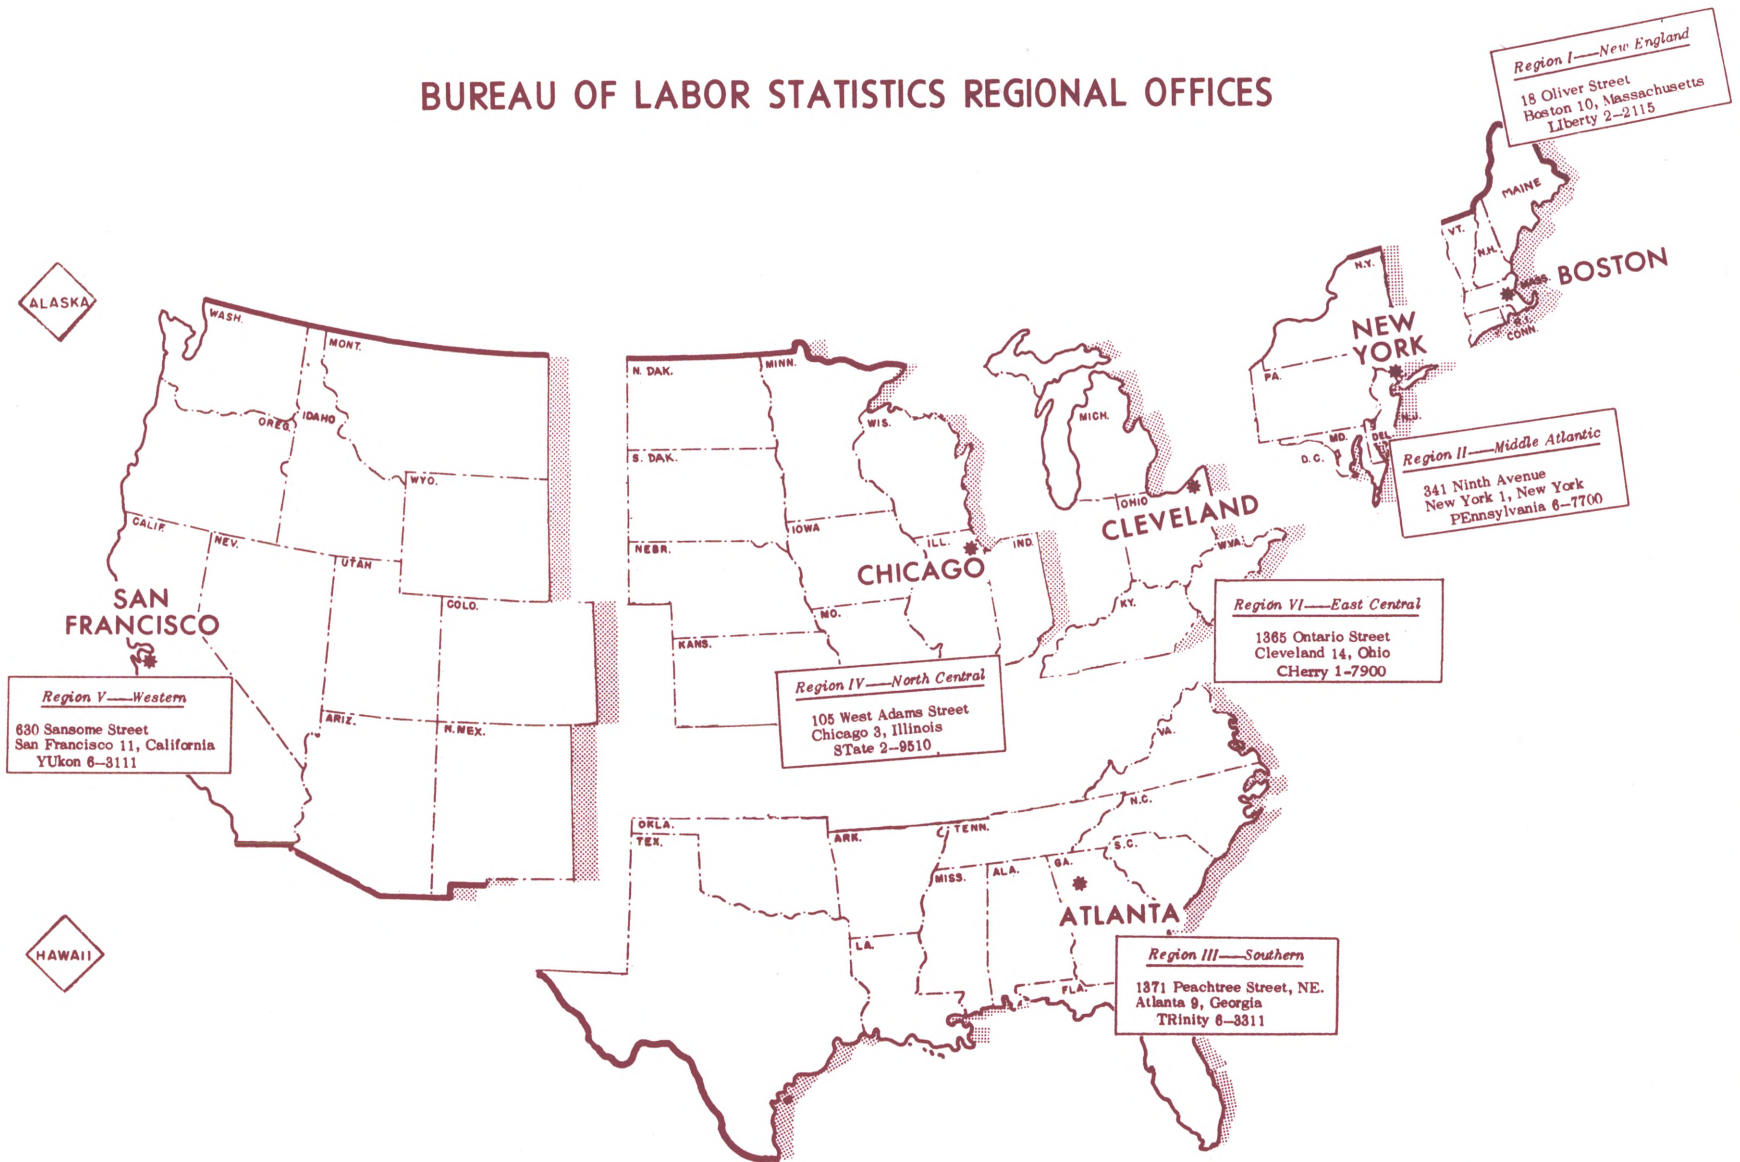 BUREAU OF LABOR STATISTICS REGIONAL OFFICES
Region I—New England
18 Oliver Street
Boston 10, Massachusetts
LIberty 2-2115
MAINE
VT.
N.H.
MASS.
BOSTON
R.I.
CONN.
ALASKA
N.Y.
NEW
YORK
PA.
N.J.
MD.
DEL.
D.C.
Region II—Middle Atlantic
341 Ninth Avenue
New York 1, New York
PEnnsylvania 6-7700
WASH.
MONT.
OREG.
IDAHO
WYO.
CALIF.
NEV.
UTAH
COLO.
SAN
FRANCISCO
Region V—Western
630 Sansome Street
San Francisco 11, California
YUkon 6-3111
ARIZ.
N.MEX.
N. DAK.
MINN.
WIS.
S. DAK.
IOWA
NEBR.
ILL.
IND.
CHICAGO
MO.
KANS.
Region IV—North Central
105 West Adams Street
Chicago 3, Illinois
STate 2-9510
MICH.
OHIO
CLEVELAND
W.VA.
KY.
Region VI—East Central
1365 Ontario Street
Cleveland 14, Ohio
CHerry 1-7900
VA.
N.C.
OKLA.
TEX.
ARK.
TENN.
S.C.
MISS.
ALA.
GA.
ATLANTA
LA.
FLA.
Region III—Southern
1371 Peachtree Street, NE.
Atlanta 9, Georgia
TRinity 6-3311
HAWAII